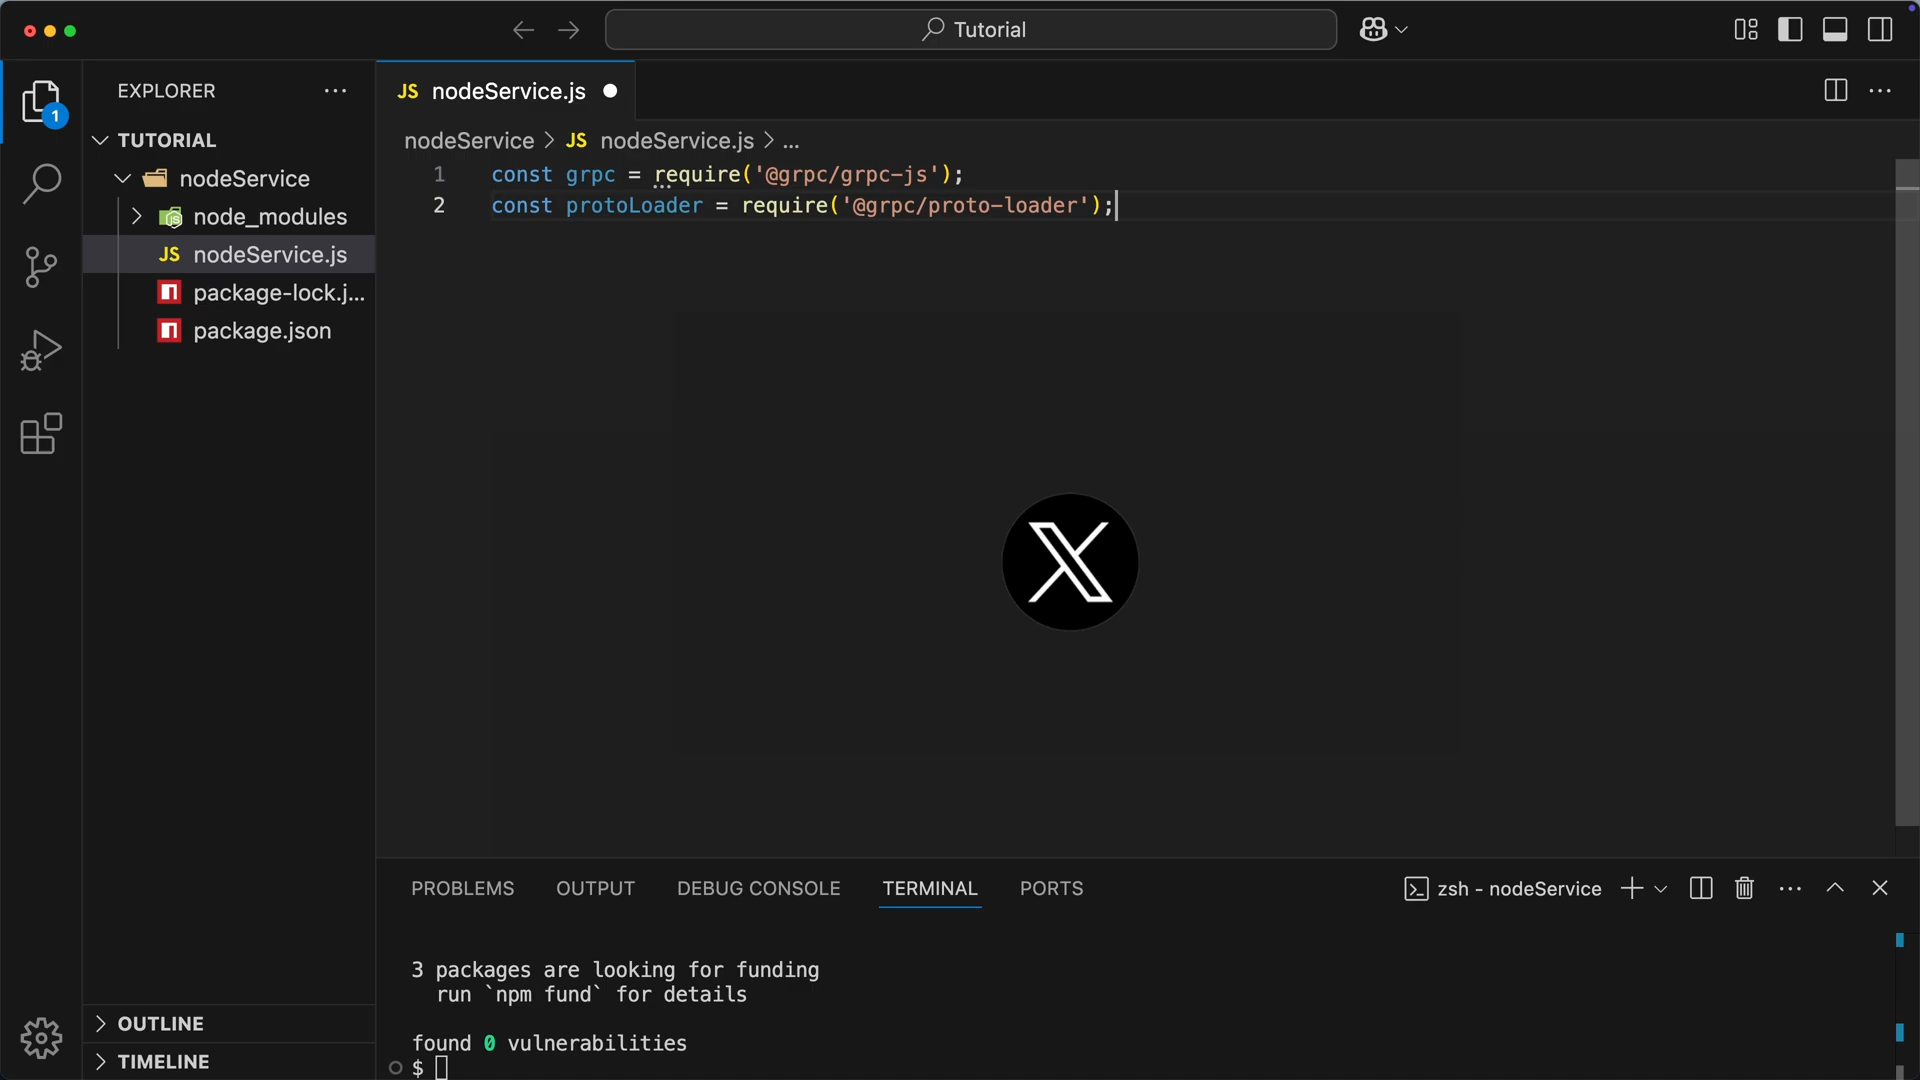 Tutorial
EXPLORER
1
TUTORIAL
nodeService
node_modules
JS nodeService.js
package-lock.j...
package.json
OUTLINE
TIMELINE
JS nodeService.js
nodeService > JS nodeService.js > ...
1 const grpc = require('@grpc/grpc-js');
2 const protoLoader = require('@grpc/proto-loader');
X
PROBLEMS OUTPUT DEBUG CONSOLE TERMINAL PORTS zsh - nodeService
3 packages are looking for funding
run `npm fund` for details
found 0 vulnerabilities
$